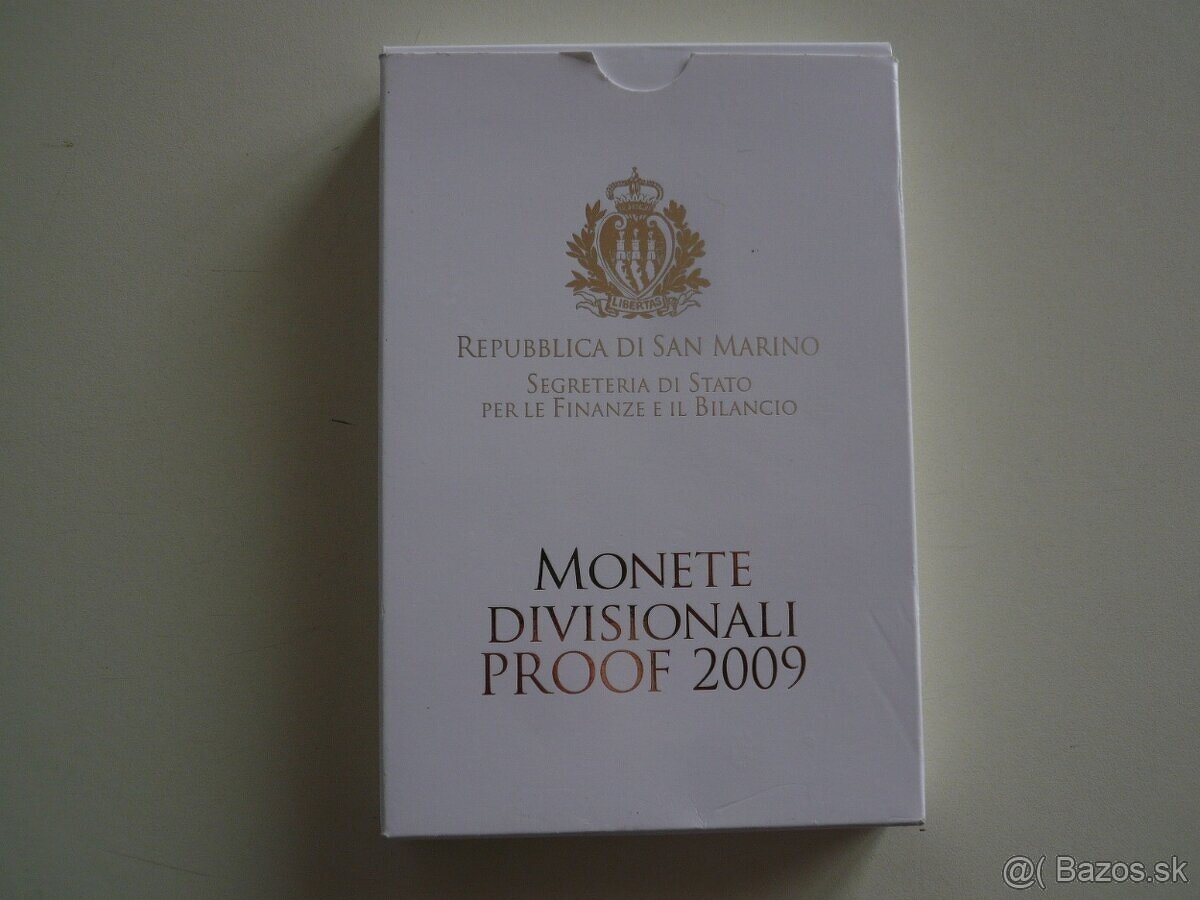 LIBERTAS
REPUBBLICA DI SAN MARINO
SEGRETERIA DI STATO
PER LE FINANZE E IL BILANCIO
MONETE
DIVISIONALI
PROOF 2009
@( Bazos.sk